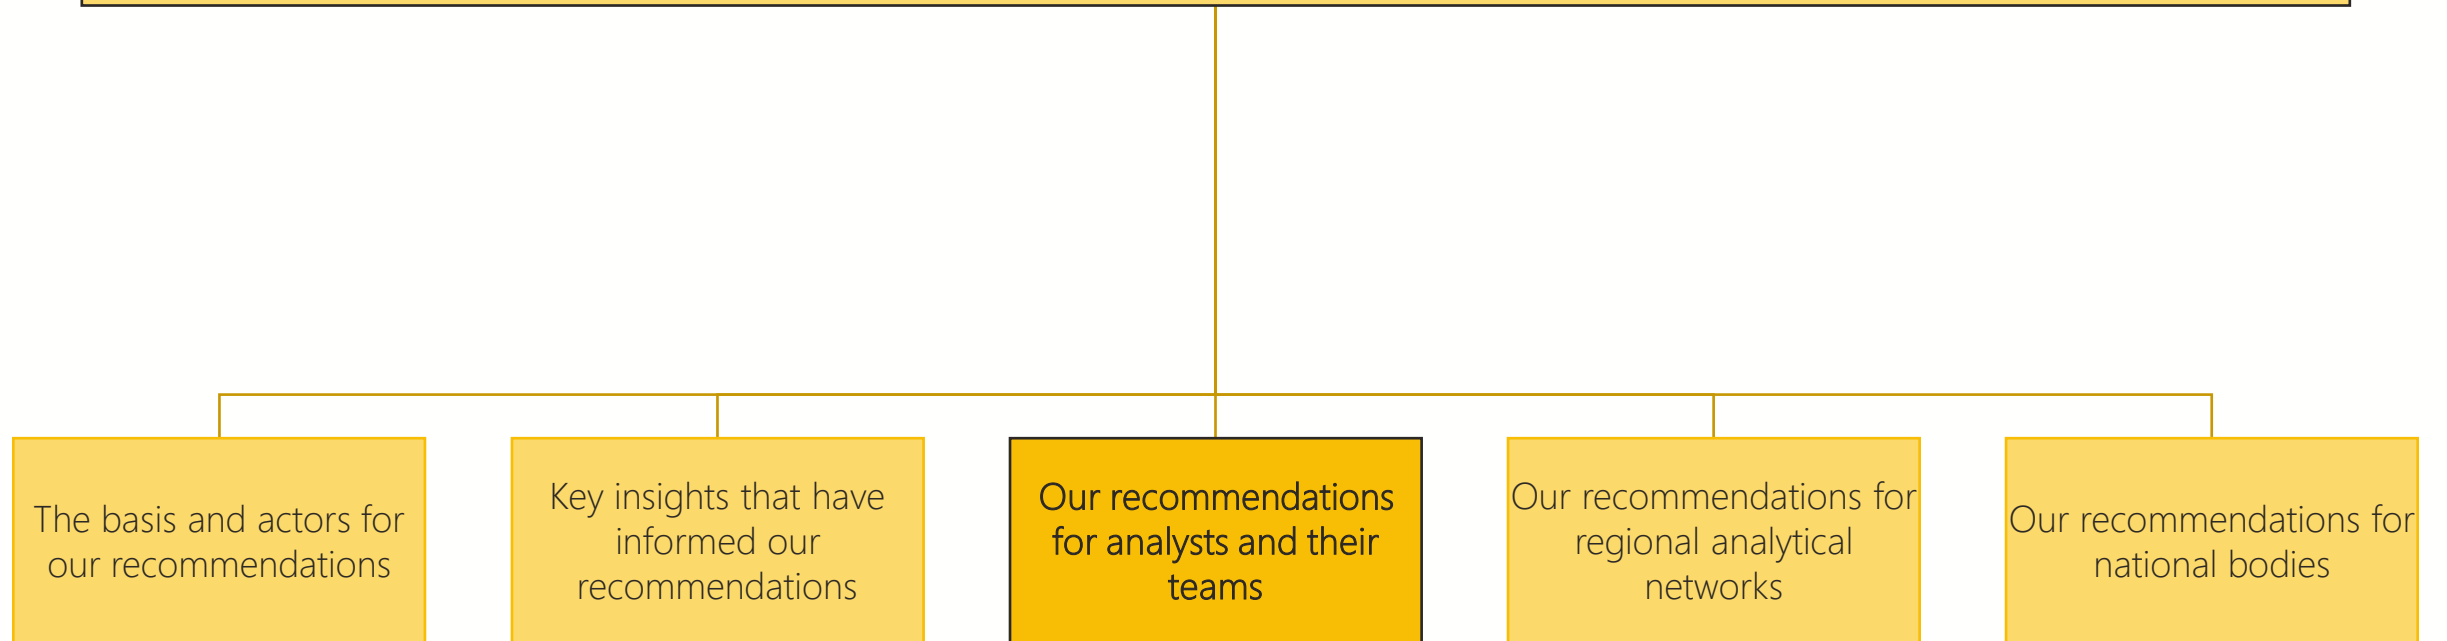 The basis and actors for
our recommendations
Key insights that have
informed our
recommendations
Our recommendations
for analysts and their
teams
Our recommendations for
regional analytical
networks
Our recommendations for
national bodies